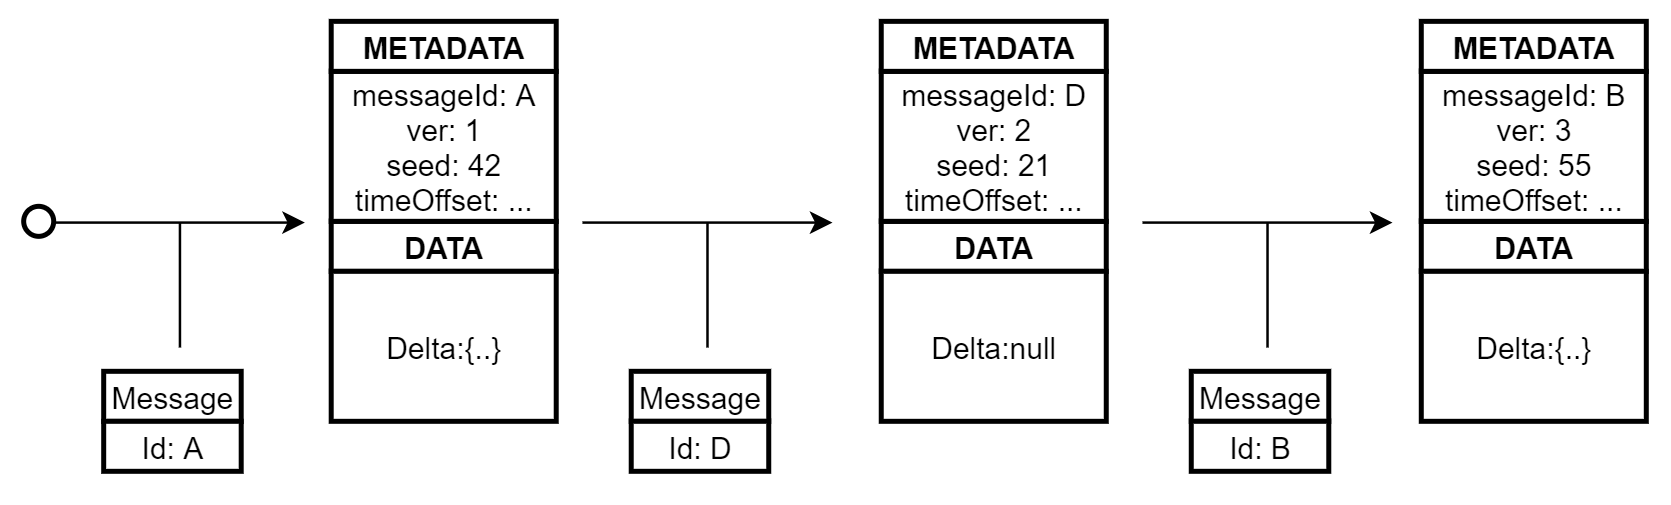 METADATA
messageId: A
ver: 1
seed: 42
timeOffset: ...
DATA
Delta:{..}
Message
Id: A
METADATA
messageId: D
ver: 2
seed: 21
timeOffset: ...
DATA
Delta:null
Message
Id: D
METADATA
messageId: B
ver: 3
seed: 55
timeOffset: ...
DATA
Delta:{..}
Message
Id: B